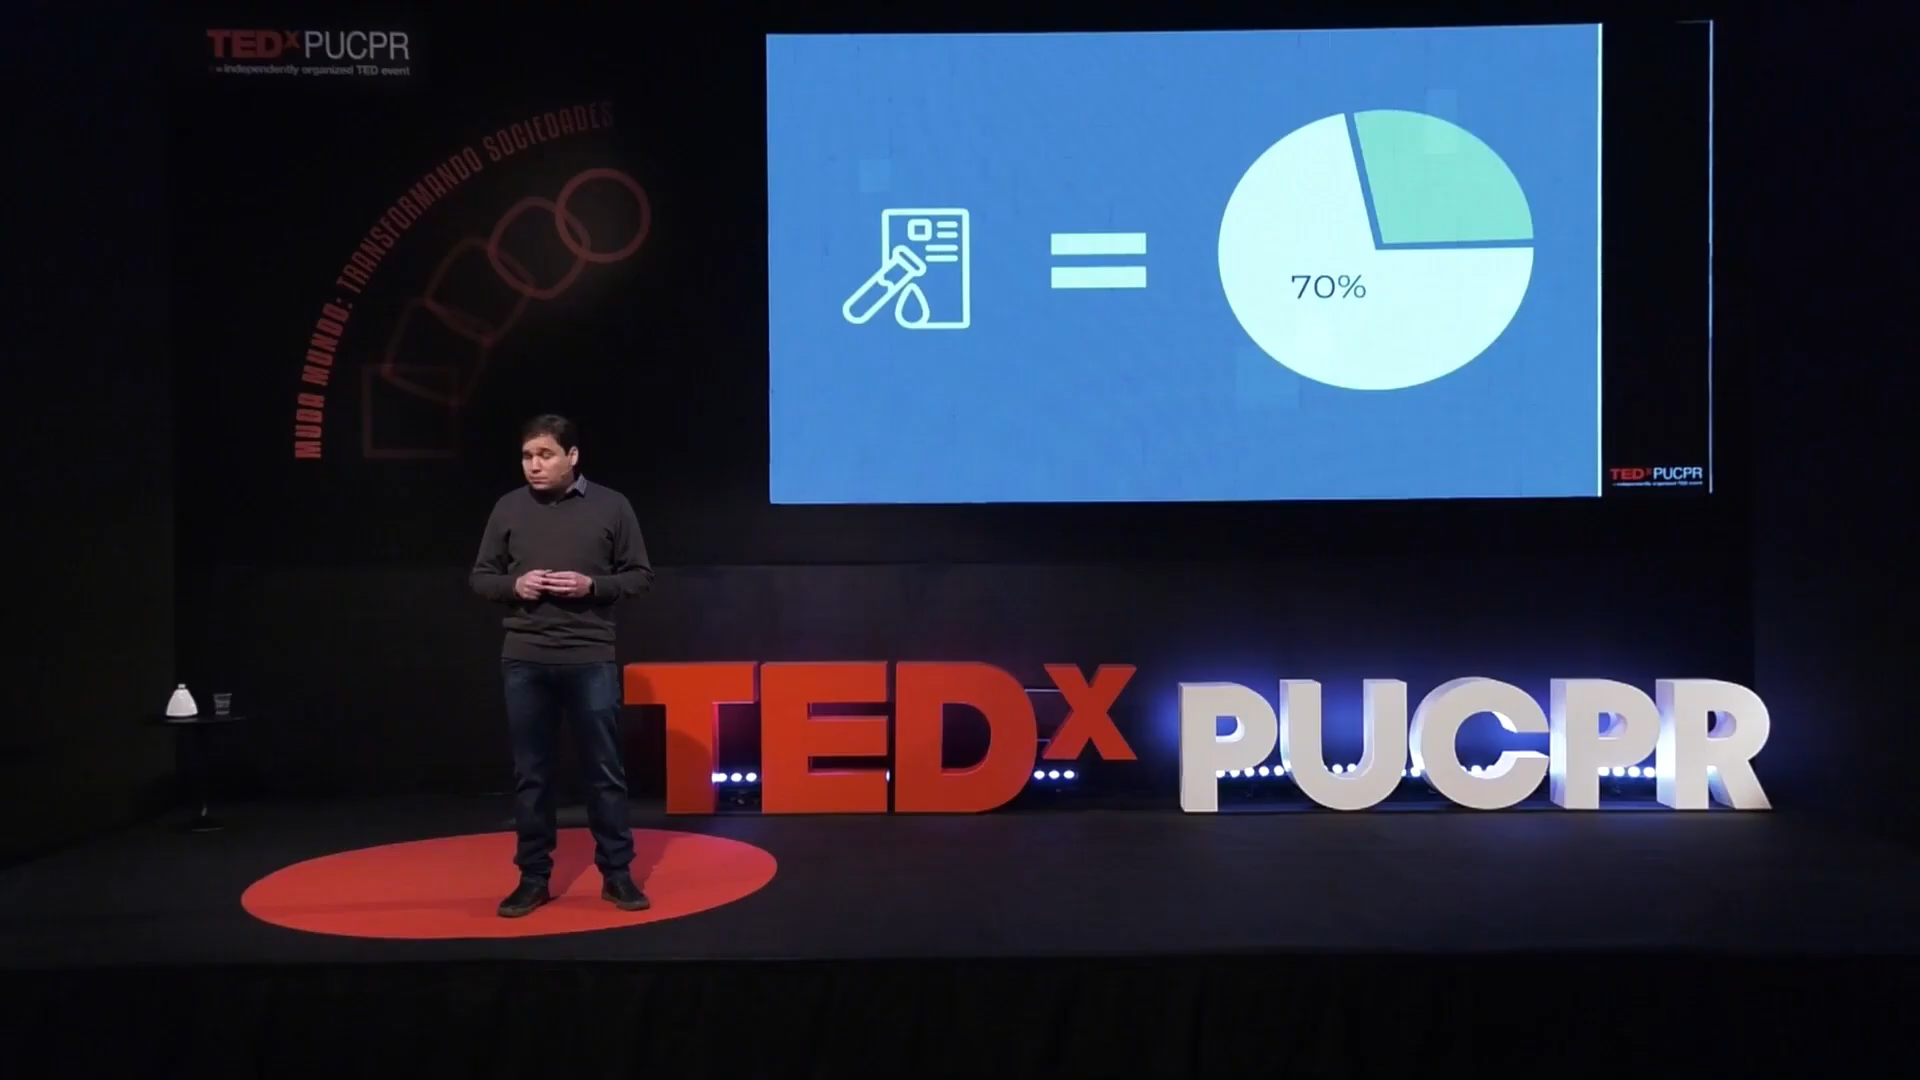 TEDx PUCPR
independently organized TED event
MUDA MUNDO: TRANSFORMANDO SOCIEDADES
70%
TEDx PUCPR
TEDx PUCPR